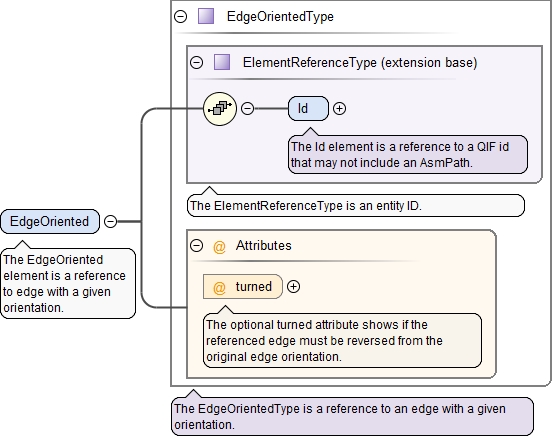 EdgeOrientedType
ElementReferenceType (extension base)
Id
The Id element is a reference to a QIF id
that may not include an AsmPath.
The ElementReferenceType is an entity ID.
EdgeOriented
The EdgeOriented
element is a reference
to edge with a given
orientation.
@ Attributes
@ turned
The optional turned attribute shows if the
referenced edge must be reversed from the
original edge orientation.
The EdgeOrientedType is a reference to an edge with a given
orientation.